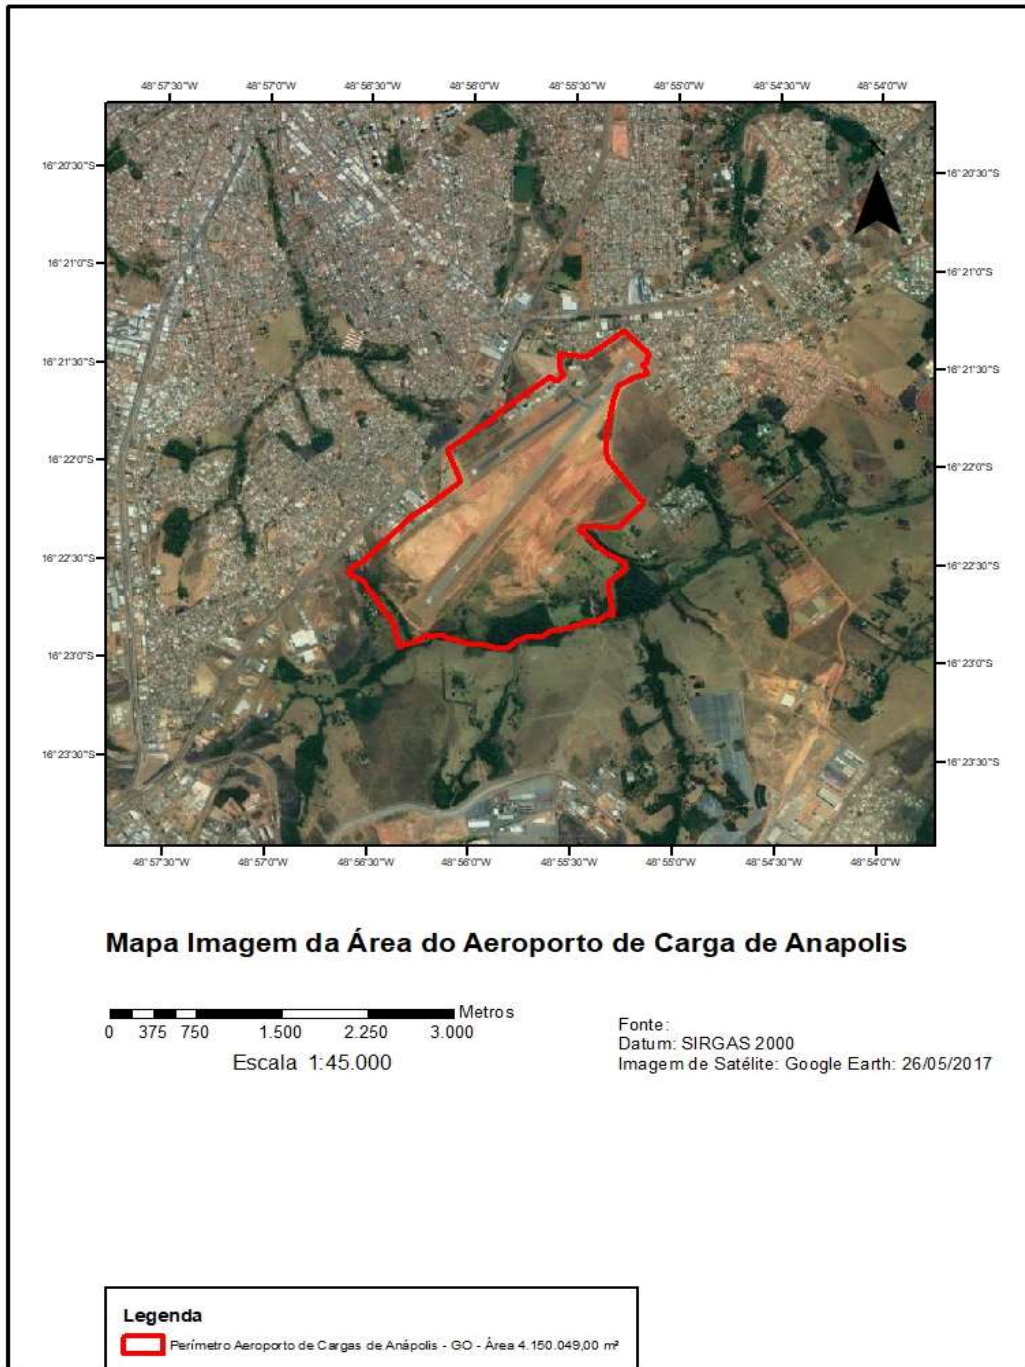 48°57'30"W 48°57'0"W 48°56'30"W 48°56'0"W 48°55'30"W 48°55'0"W 48°54'30"W 48°54'0"W
16°20'30"S 16°20'30"S
16°21'0"S 16°21'0"S
16°21'30"S 16°21'30"S
16°22'0"S 16°22'0"S
16°22'30"S 16°22'30"S
16°23'0"S 16°23'0"S
16°23'30"S 16°23'30"S
48°57'30"W 48°57'0"W 48°56'30"W 48°56'0"W 48°55'30"W 48°55'0"W 48°54'30"W 48°54'0"W
Mapa Imagem da Área do Aeroporto de Carga de Anapolis
Metros
0 375 750 1.500 2.250 3.000
Escala 1:45.000
Fonte:
Datum: SIRGAS 2000
Imagem de Satélite: Google Earth: 26/05/2017
Legenda
Perímetro Aeroporto de Cargas de Anápolis - GO - Área 4.150.049,00 m²